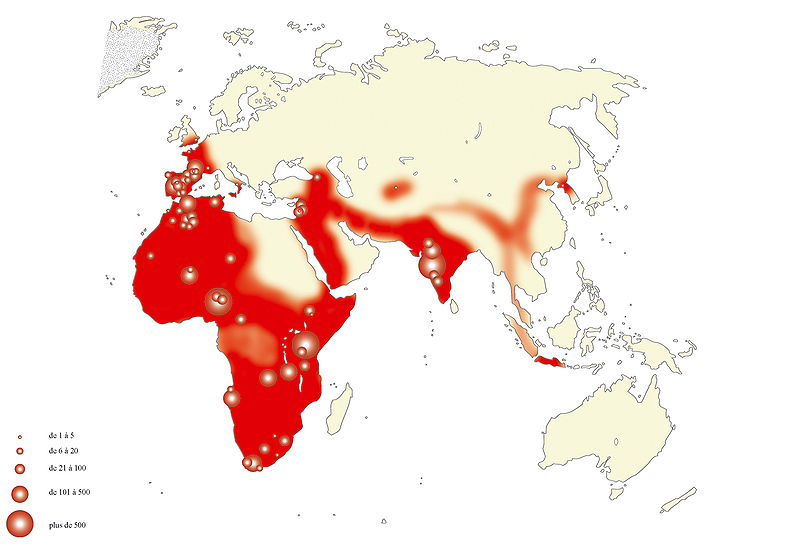 de 1 à 5
de 6 à 20
de 21 à 100
de 101 à 500
plus de 500